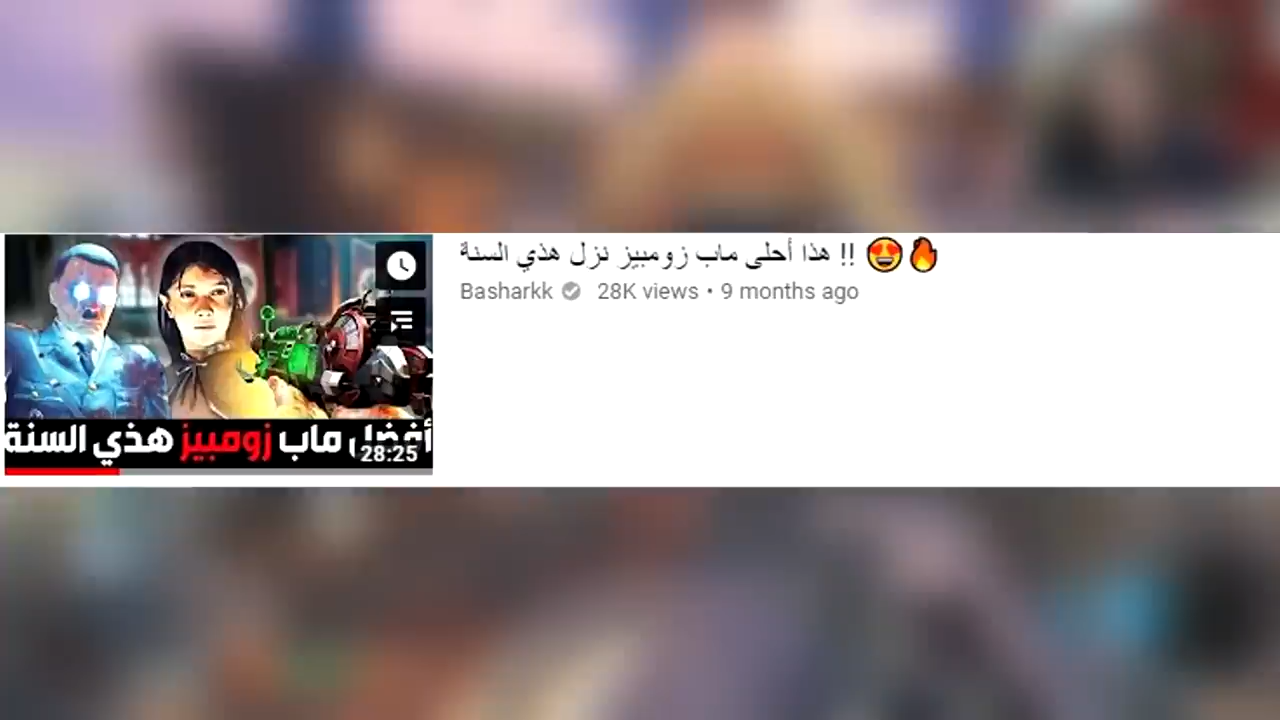 هذا أحلى ماب زومبيز نزل هذي السنة !! 😍🔥
Basharkk 28K views • 9 months ago
أفضل ماب زومبيز هذي السنة
28:25